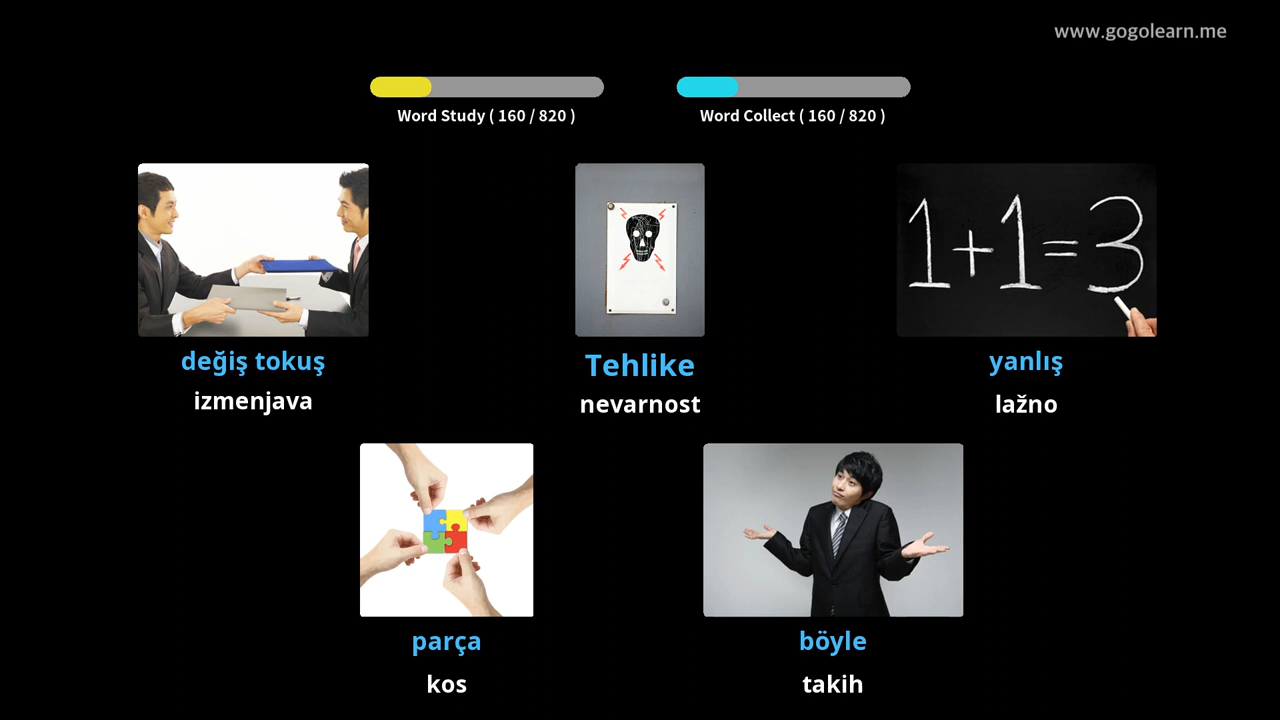 www.gogolearn.me
Word Study ( 160 / 820 )
Word Collect ( 160 / 820 )
1+1=3
değiş tokuş
Tehlike
yanlış
izmenjava
nevarnost
lažno
parça
böyle
kos
takih